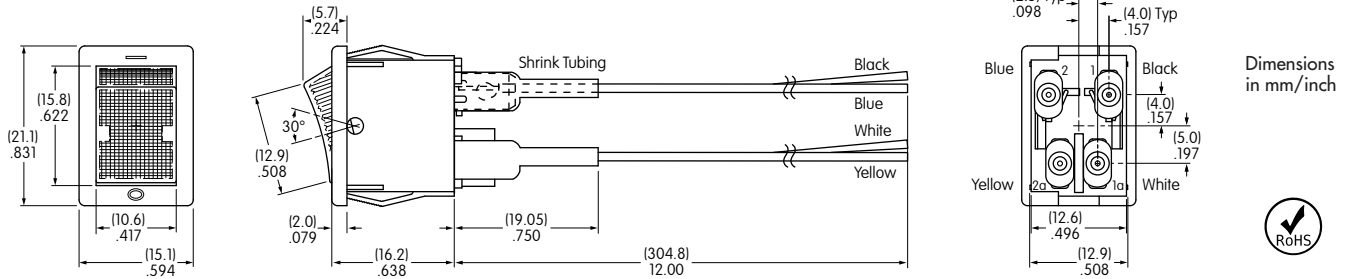 (5.7)
.224
Shrink Tubing
Black
Blue
White
Yellow
(15.8)
.622
(21.1)
.831
30°
(12.9)
.508
(10.6)
.417
(15.1)
.594
(2.0)
.079
(16.2)
.638
(19.05)
.750
(304.8)
12.00
Typ
.098
(4.0) Typ
.157
Blue
2
1
Black
(4.0)
.157
(5.0)
.197
Yellow
2a
1a
White
(12.6)
.496
(12.9)
.508
Dimensions
in mm/inch
RoHS